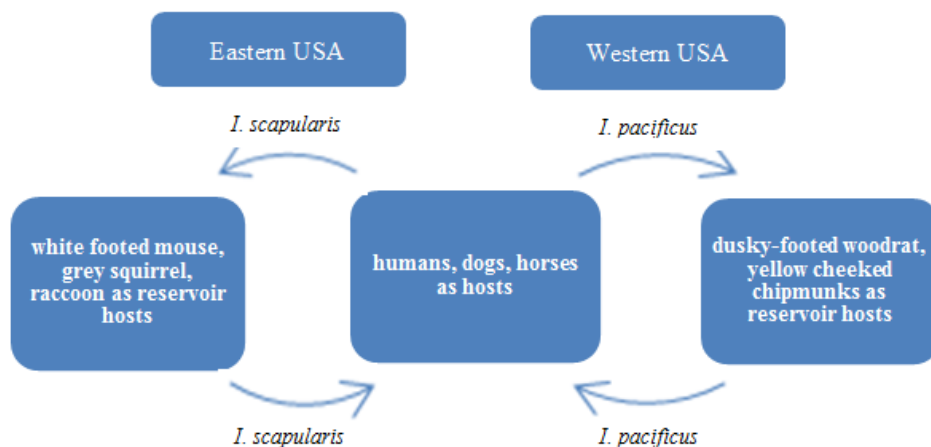 Eastern USA
Western USA
I. scapularis
I. pacificus
white footed mouse,
grey squirrel,
raccoon as reservoir
hosts
humans, dogs, horses
as hosts
dusky-footed woodrat,
yellow cheeked
chipmunks as
reservoir hosts
I. scapularis
I. pacificus